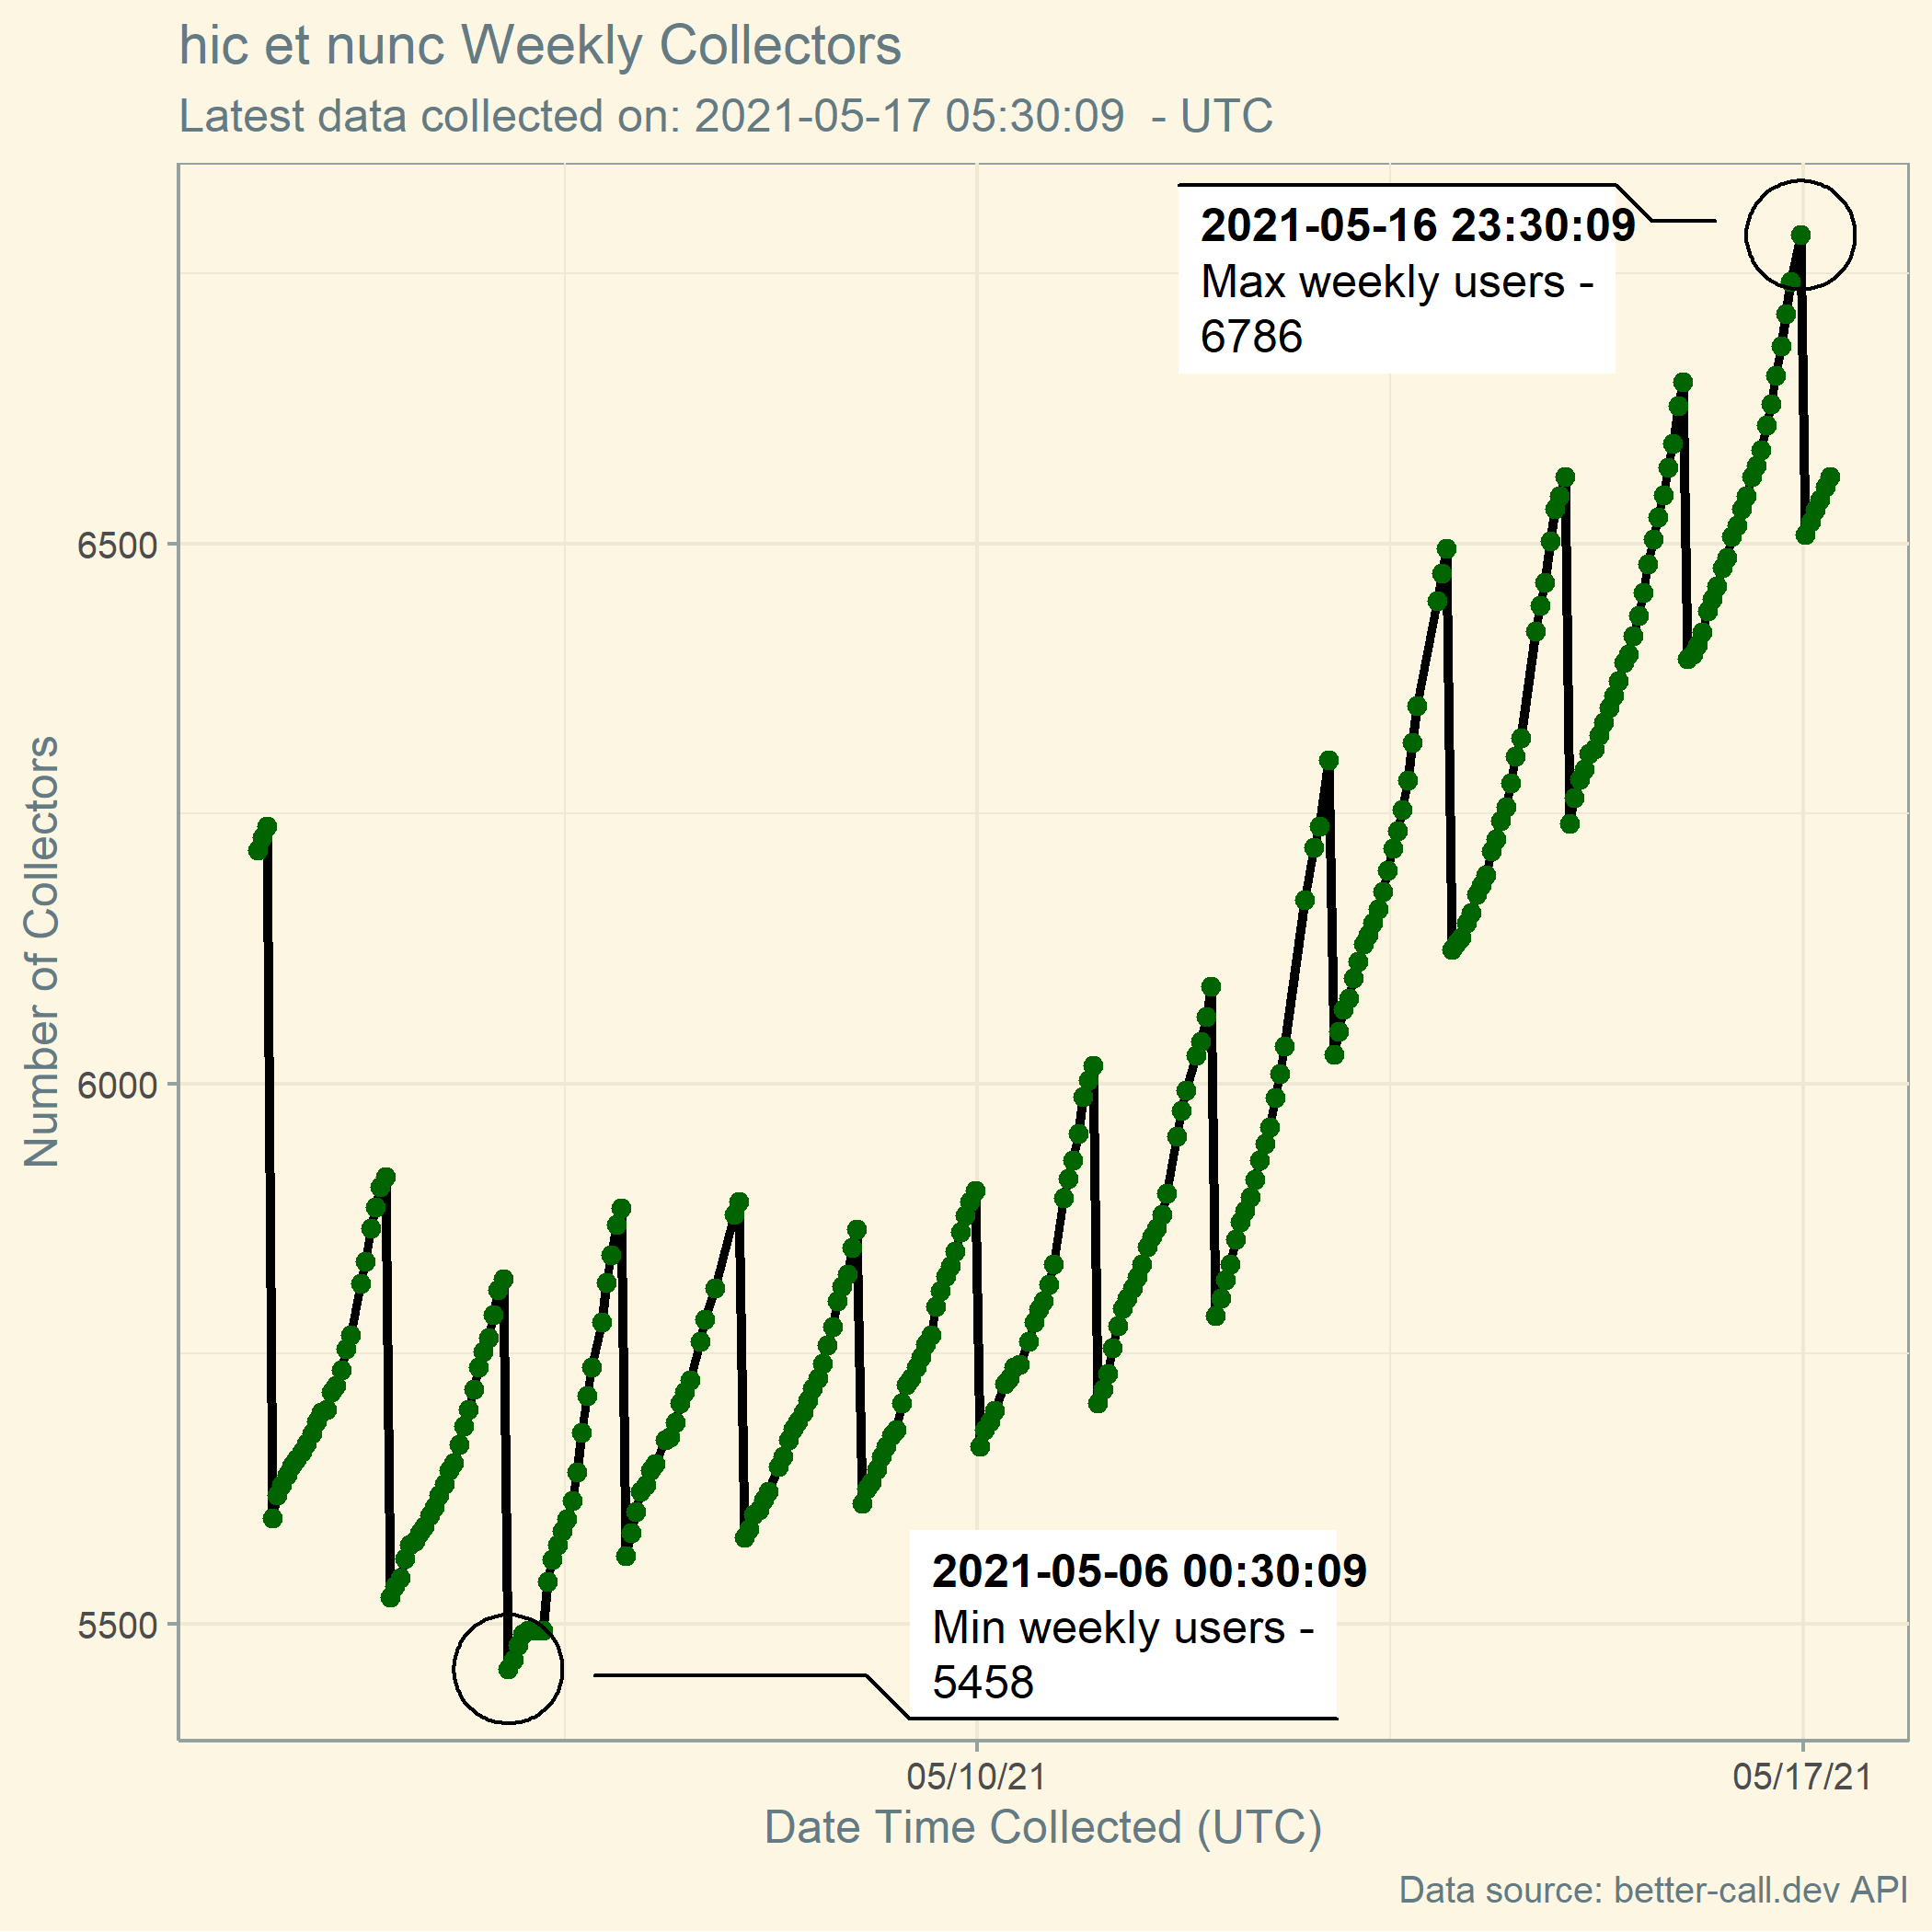 hic et nunc Weekly Collectors
Latest data collected on: 2021-05-17 05:30:09  - UTC
2021-05-16 23:30:09
Max weekly users -
6786
Number of Collectors
6500
6000
5500
2021-05-06 00:30:09
Min weekly users -
5458
05/10/21
05/17/21
Date Time Collected (UTC)
Data source: better-call.dev API